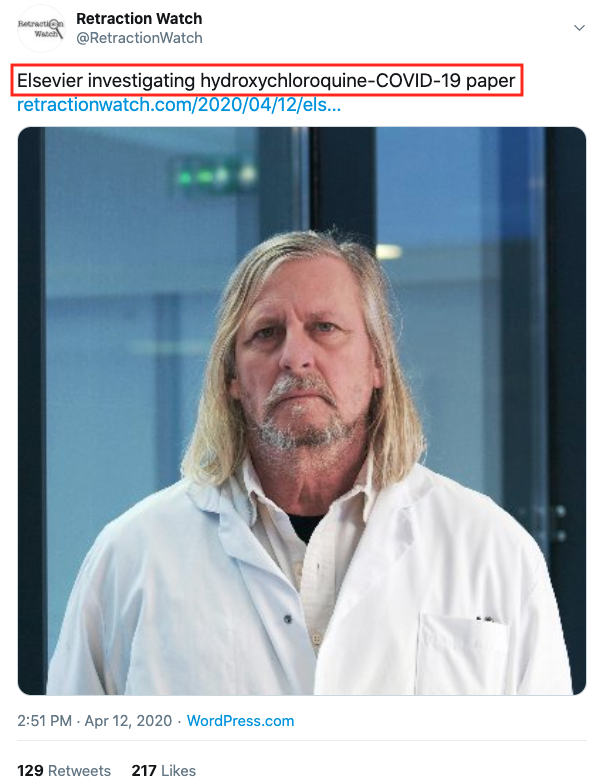 Retraction Watch
Retraction Watch
@RetractionWatch
Elsevier investigating hydroxychloroquine-COVID-19 paper
retractionwatch.com/2020/04/12/els...
2:51 PM · Apr 12, 2020 · WordPress.com
129 Retweets 217 Likes